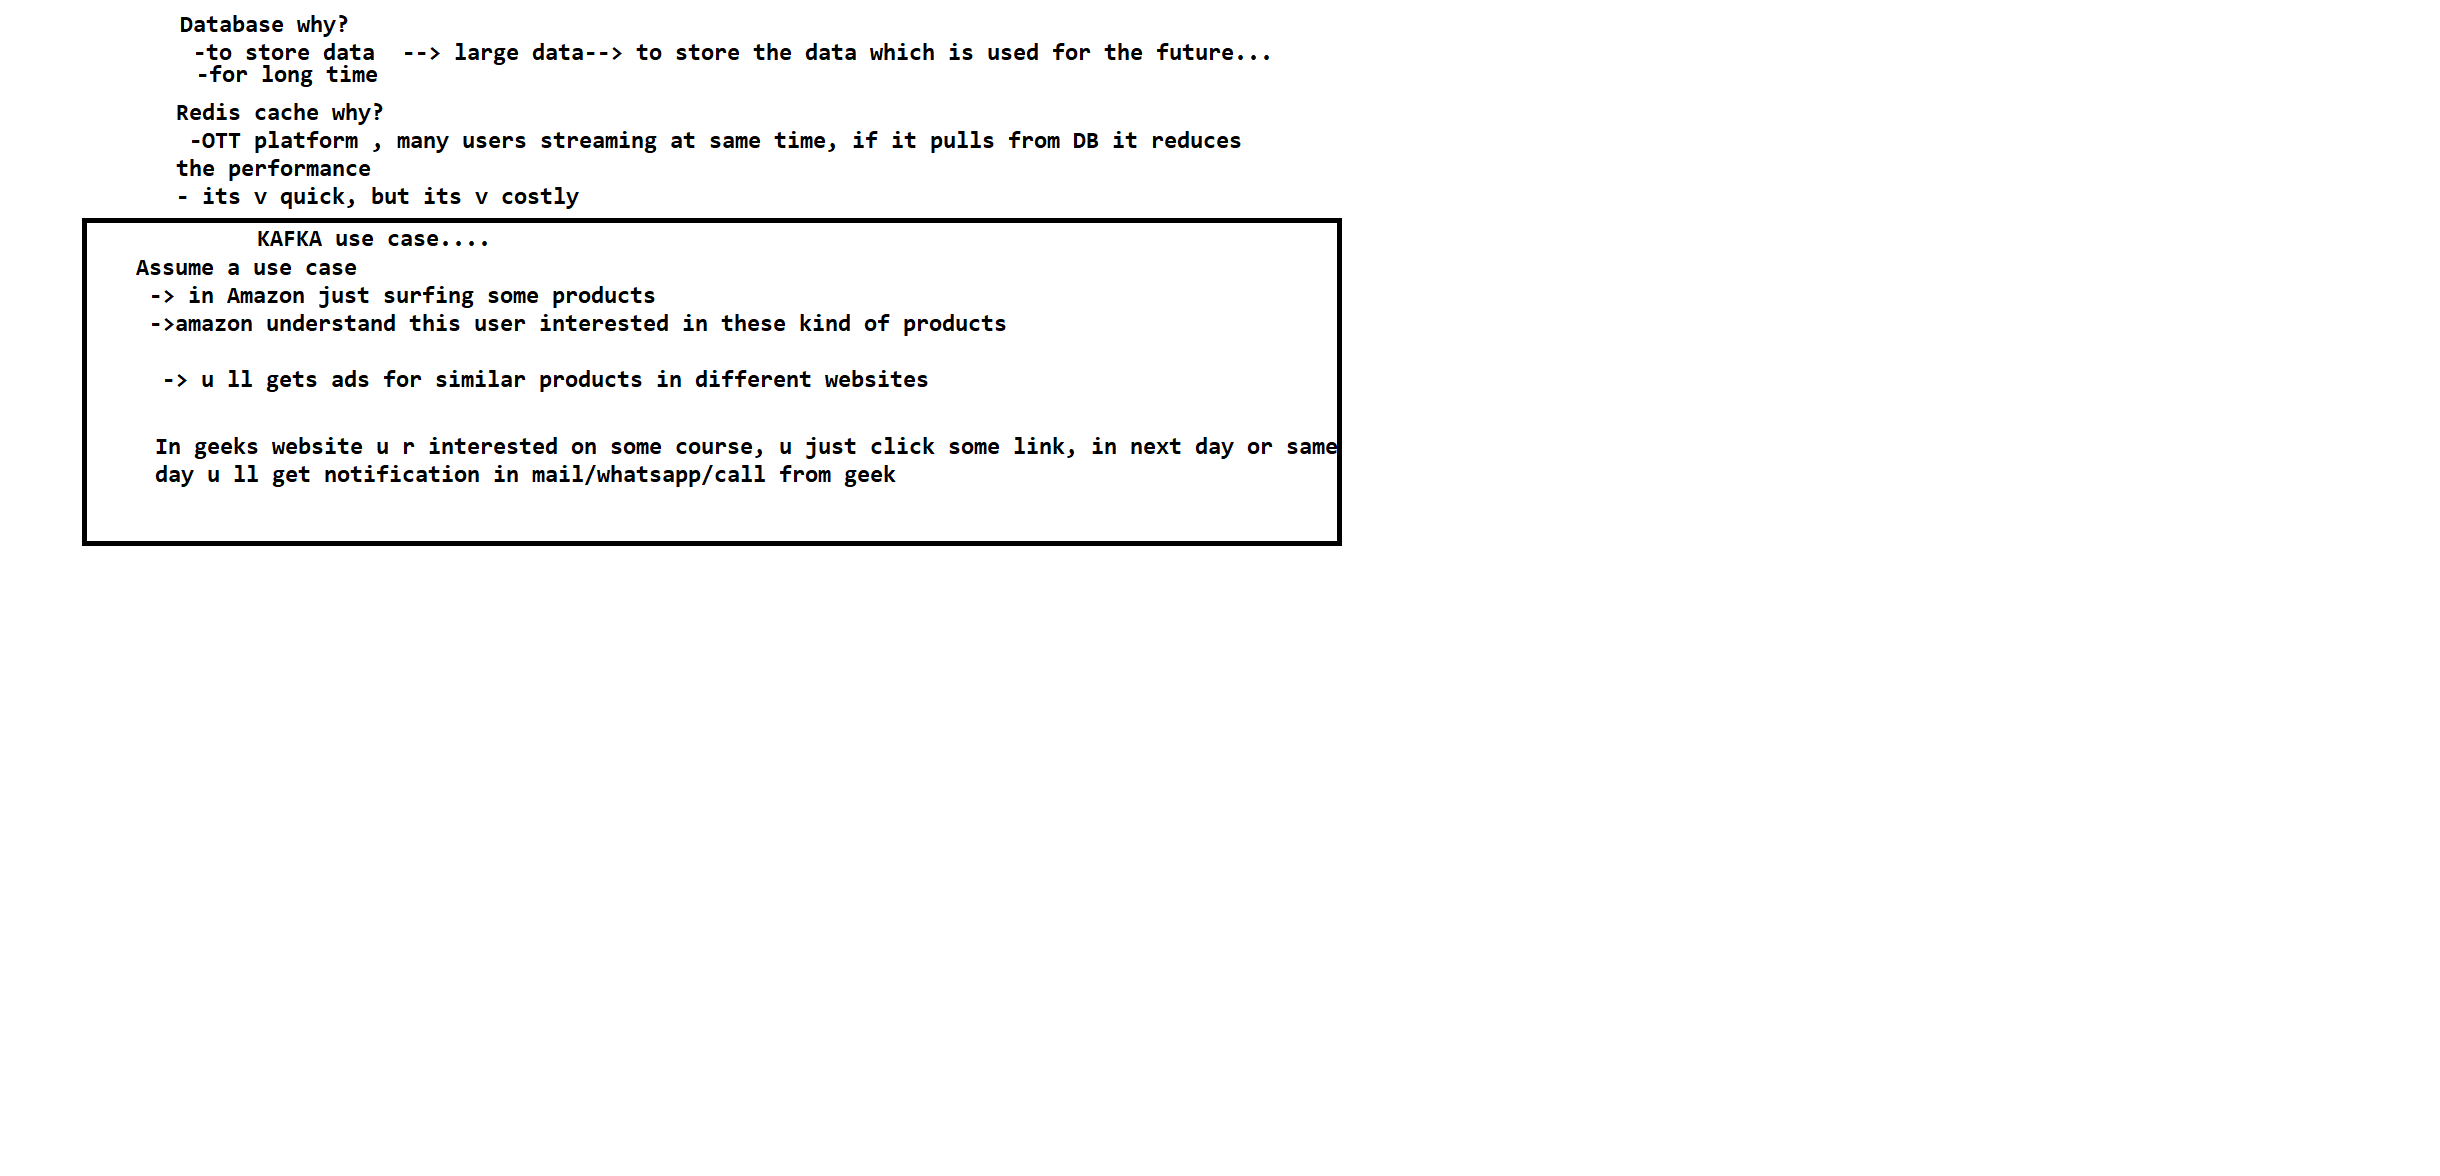 Database why?
-to store data --> large data--> to store the data which is used for the future...
-for long time
Redis cache why?
-OTT platform , many users streaming at same time, if it pulls from DB it reduces
the performance
- its v quick, but its v costly
KAFKA use case....
Assume a use case
-> in Amazon just surfing some products
->amazon understand this user interested in these kind of products
-> u ll gets ads for similar products in different websites
In geeks website u r interested on some course, u just click some link, in next day or same
day u ll get notification in mail/whatsapp/call from geek